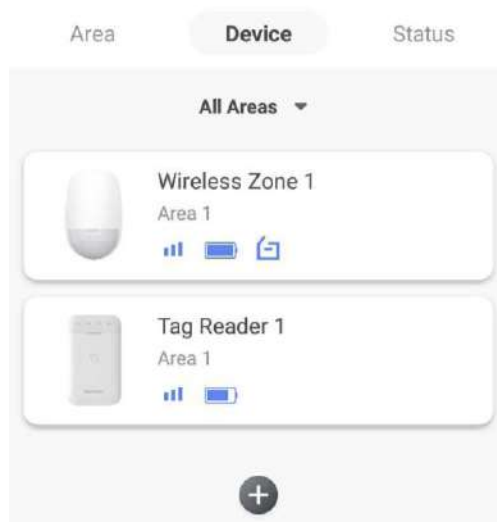 Area Device Status
All Areas
Wireless Zone 1
Area 1
Tag Reader 1
Area 1